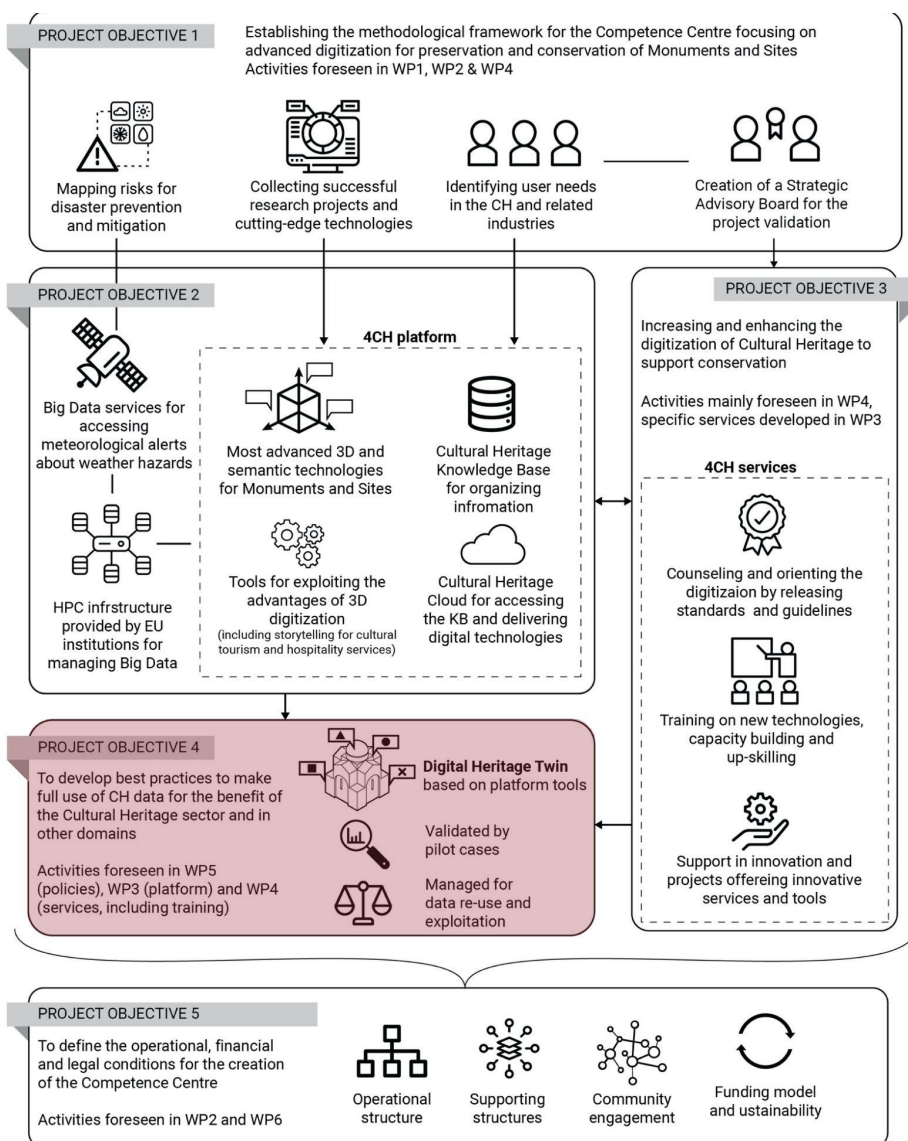 PROJECT OBJECTIVE 1
Establishing the methodological framework for the Competence Centre focusing on
advanced digitization for preservation and conservation of Monuments and Sites
Activities foreseen in WP1, WP2 & WP4
Mapping risks for
disaster prevention
and mitigation
Collecting successful
research projects and
cutting-edge technologies
Identifying user needs
in the CH and related
industries
Creation of a Strategic
Advisory Board for the
project validation
PROJECT OBJECTIVE 2
Big Data services for
accessing
meteorological alerts
about weather hazards
HPC infrstructure
provided by EU
institutions for
managing Big Data
4CH platform
Most advanced 3D and
semantic technologies
for Monuments and Sites
Cultural Heritage
Knowledge Base
for organizing
infromation
Tools for exploiting the
advantages of 3D
digitization
(including storytelling for cultural
tourism and hospitality services)
Cultural Heritage
Cloud for accessing
the KB and delivering
digital technologies
PROJECT OBJECTIVE 3
Increasing and enhancing the
digitization of Cultural Heritage to
support conservation
Activities mainly foreseen in WP4,
specific services developed in WP3
4CH services
Counseling and orienting the
digitizaion by releasing
standards and guidelines
Training on new technologies,
capacity building and
up-skilling
Support in innovation and
projects offereing innovative
services and tools
PROJECT OBJECTIVE 4
To develop best practices to make
full use of CH data for the benefit of
the Cultural Heritage sector and in
other domains
Activities foreseen in WP5
(policies), WP3 (platform) and WP4
(services, including training)
Digital Heritage Twin
based on platform tools
Validated by
pilot cases
Managed for
data re-use and
exploitation
PROJECT OBJECTIVE 5
To define the operational, financial
and legal conditions for the creation
of the Competence Centre
Activities foreseen in WP2 and WP6
Operational
structure
Supporting
structures
Community
engagement
Funding model
and ustainability